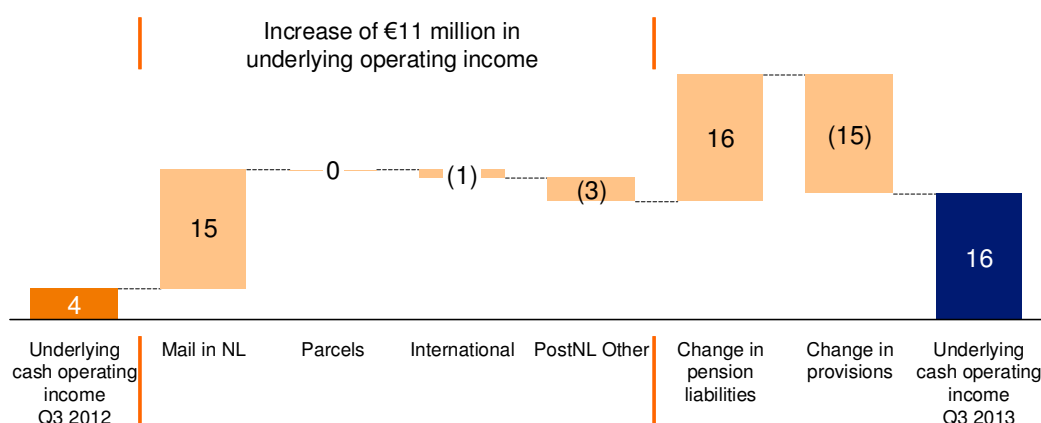 Increase of €11 million in
underlying operating income
4
15
0
(1)
(3)
16
(15)
16
Underlying
cash operating
income
Q3 2012
Mail in NL
Parcels
International
PostNL Other
Change in
pension
liabilities
Change in
provisions
Underlying
cash operating
income
Q3 2013